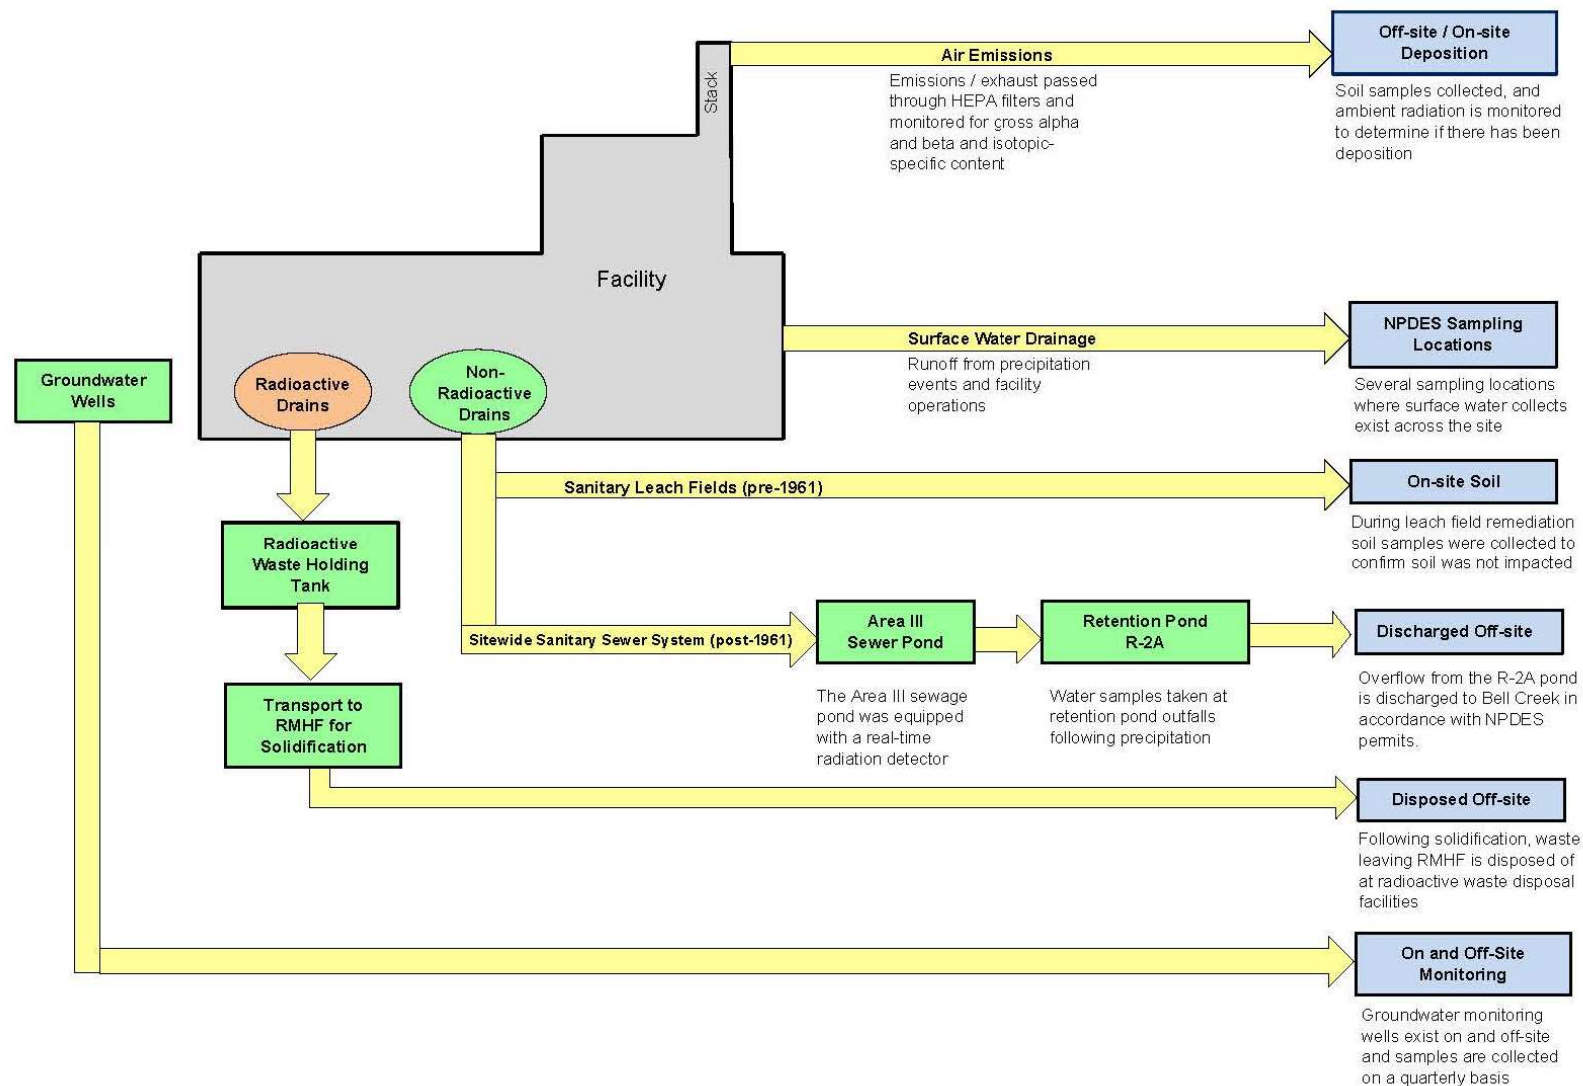 Off-site / On-site
Deposition
Air Emissions
Stack
Emissions / exhaust passed
through HEPA filters and
monitored for gross alpha
and beta and isotopic-
specific content
Soil samples collected, and
ambient radiation is monitored
to determine if there has been
deposition
Facility
NPDES Sampling
Locations
Surface Water Drainage
Runoff from precipitation
events and facility
operations
Several sampling locations
where surface water collects
exist across the site
Groundwater
Wells
Radioactive
Drains
Non-
Radioactive
Drains
Sanitary Leach Fields (pre-1961)
On-site Soil
During leach field remediation
soil samples were collected to
confirm soil was not impacted
Radioactive
Waste Holding
Tank
Sitewide Sanitary Sewer System (post-1961)
Area III
Sewer Pond
Retention Pond
R-2A
Discharged Off-site
The Area III sewage
pond was equipped
with a real-time
radiation detector
Water samples taken at
retention pond outfalls
following precipitation
Overflow from the R-2A pond
is discharged to Bell Creek in
accordance with NPDES
permits.
Transport to
RMHF for
Solidification
Disposed Off-site
Following solidification, waste
leaving RMHF is disposed of
at radioactive waste disposal
facilities
On and Off-Site
Monitoring
Groundwater monitoring
wells exist on and off-site
and samples are collected
on a quarterly basis